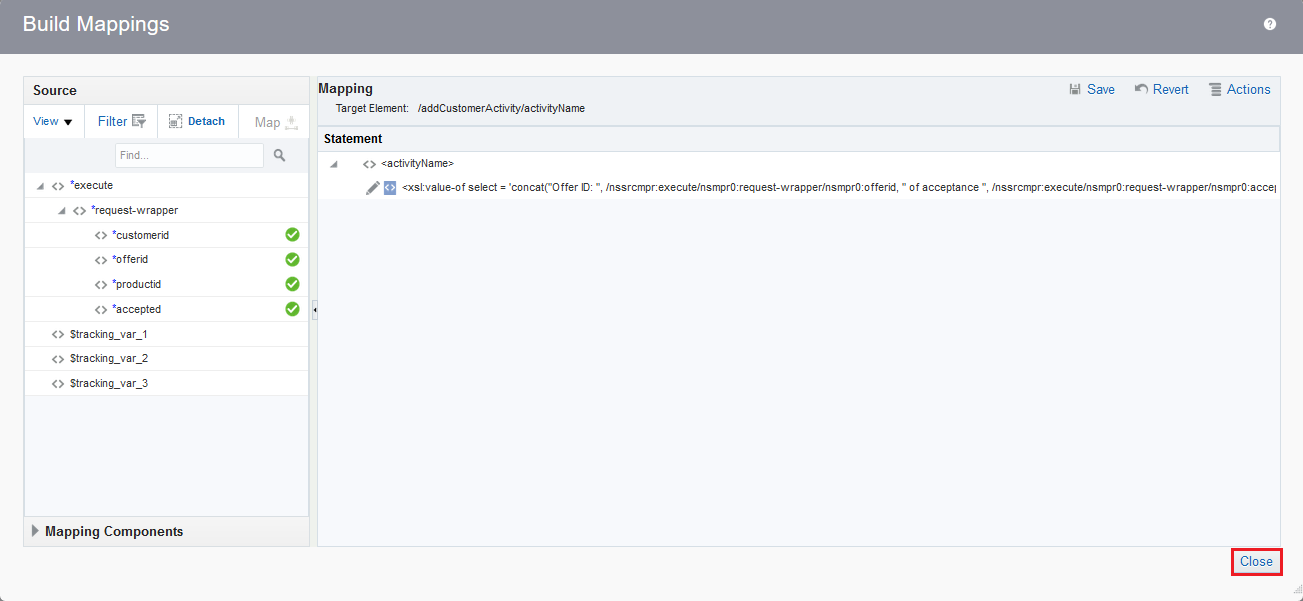 Build Mappings
?
Source
View
Filter
Detach
Map
Find...
<> *execute
<> *request-wrapper
<> *customerid
<> *offerid
<> *productid
<> *accepted
<> $tracking_var_1
<> $tracking_var_2
<> $tracking_var_3
Mapping Components
Mapping
Target Element: /addCustomerActivity/activityName
Save
Revert
Actions
Statement
<> <activityName>
<> <xsl:value-of select = 'concat("Offer ID: ", /nssrcmpr:execute/nsmpr0:request-wrapper/nsmpr0:offerid, " of acceptance ", /nssrcmpr:execute/nsmpr0:request-wrapper/nsmpr0:accep
Close